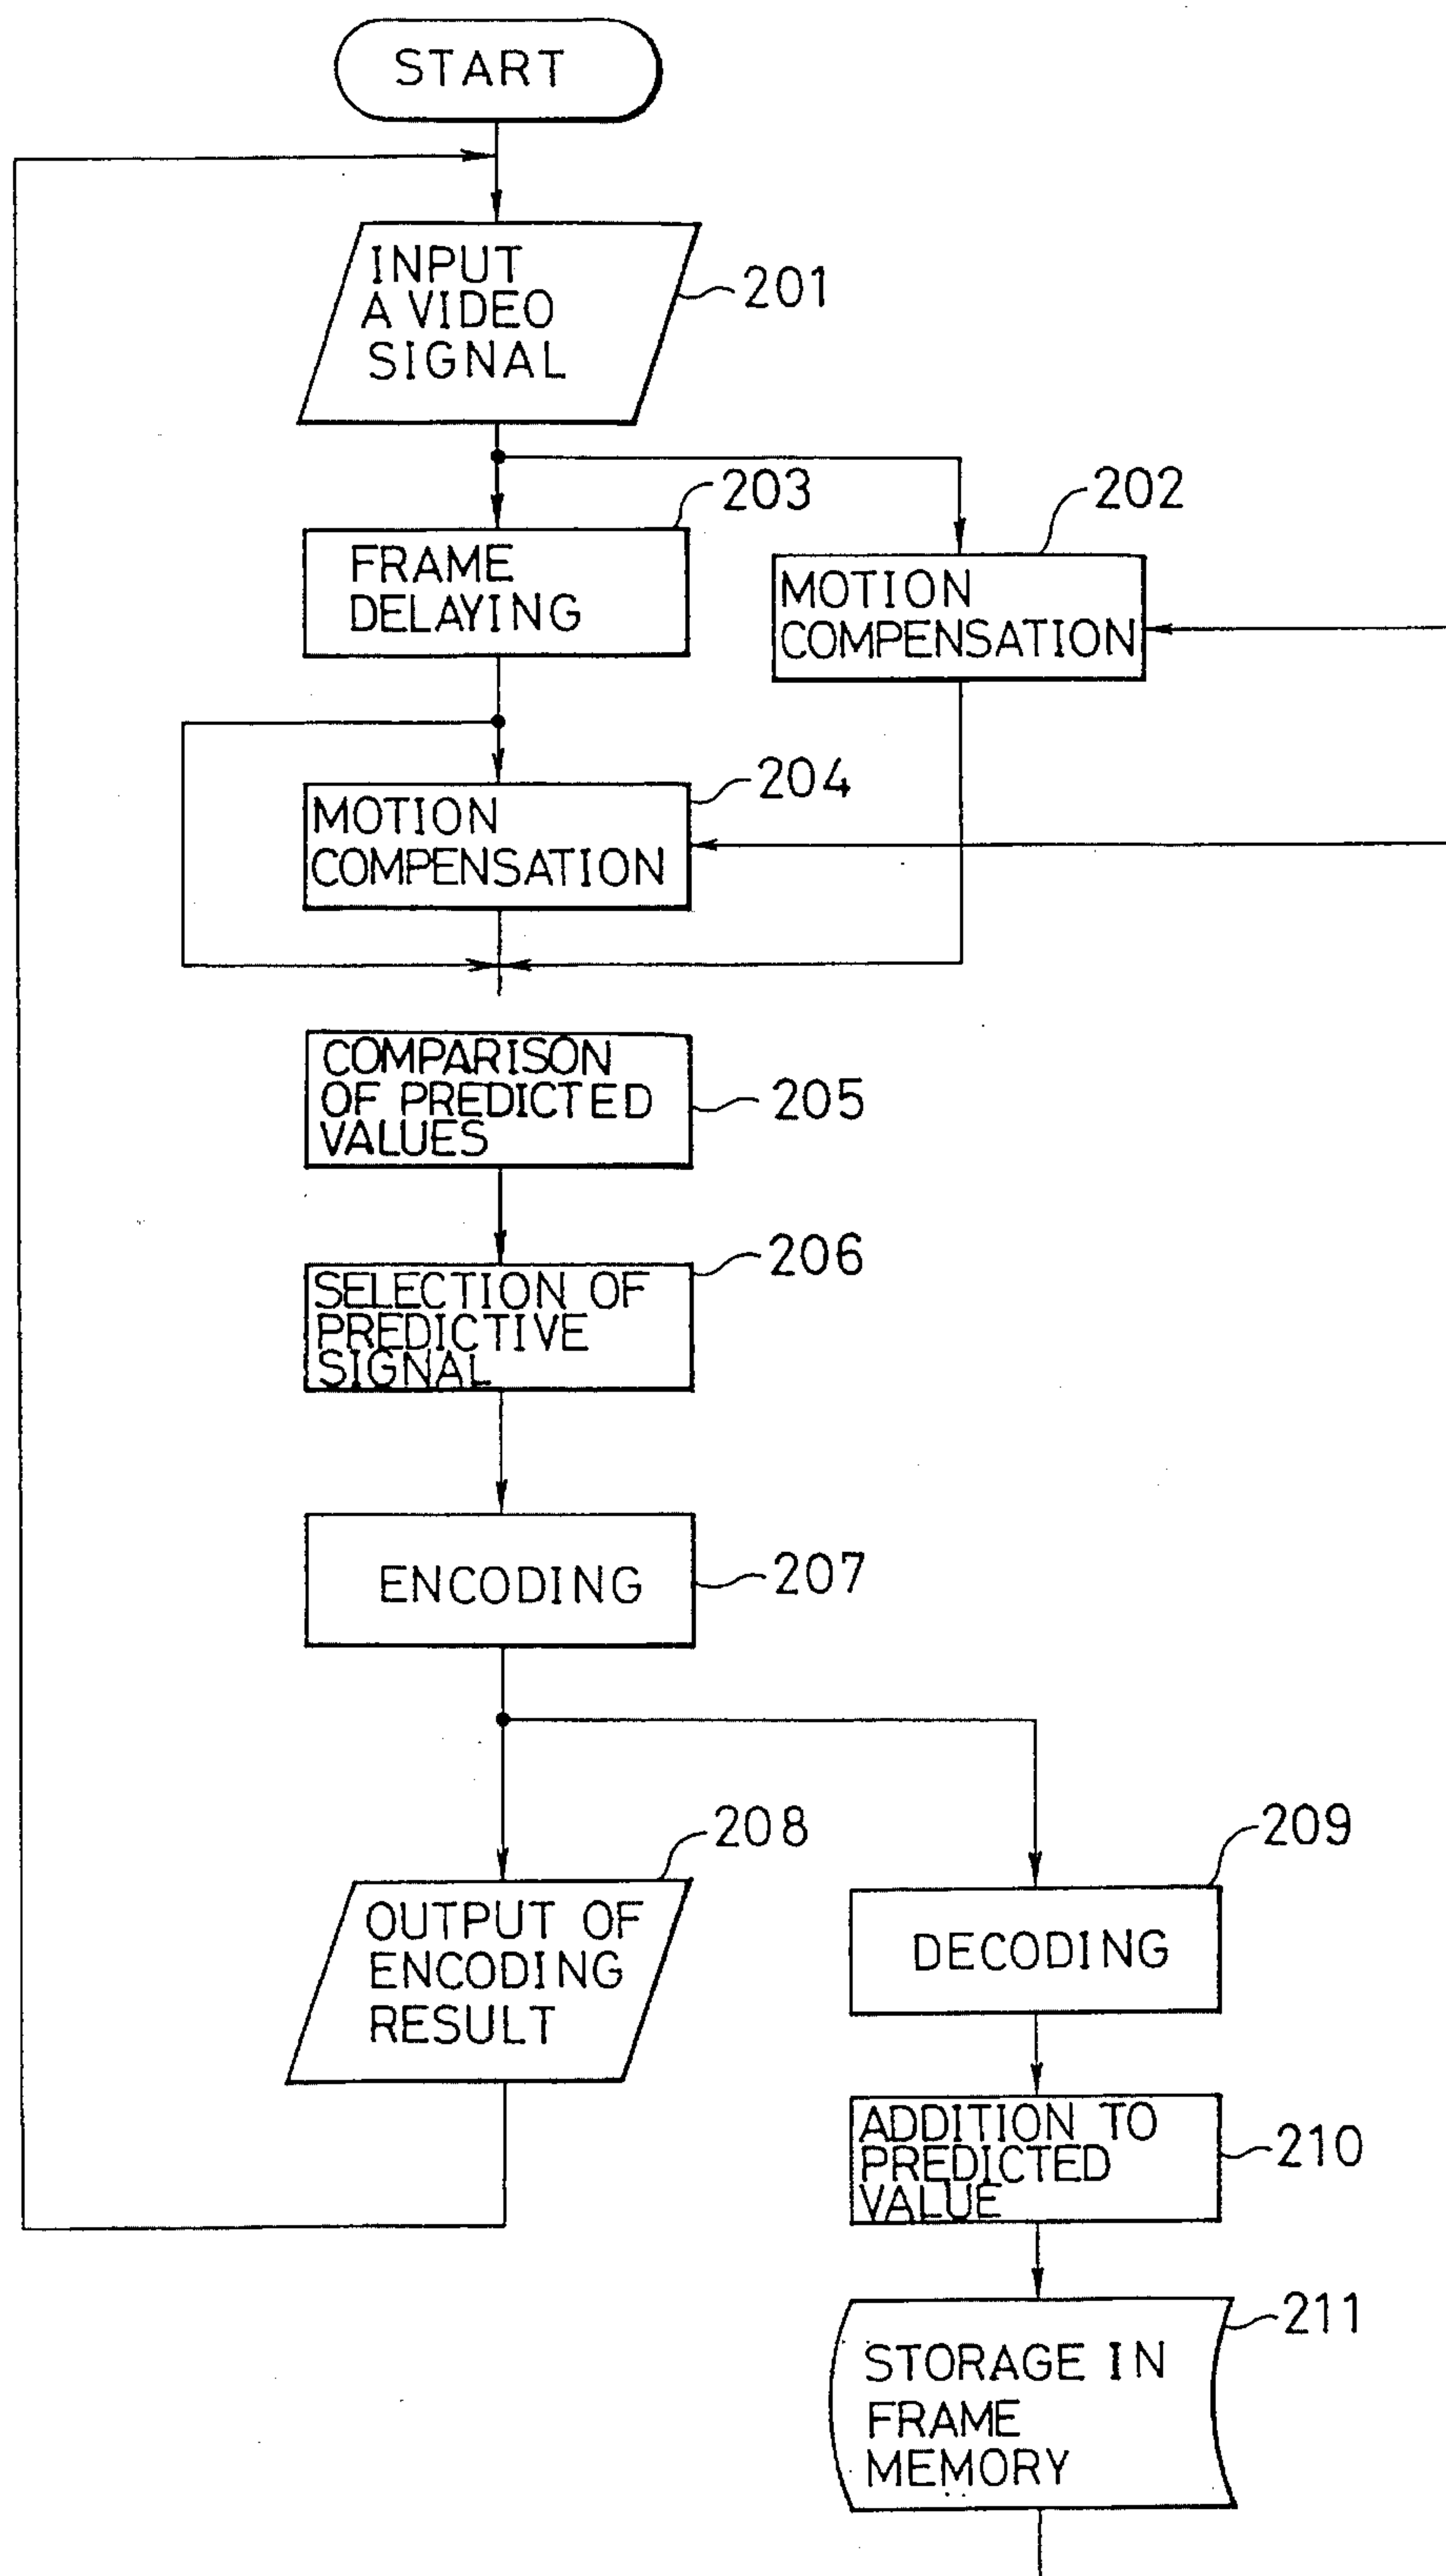 START
INPUT
A VIDEO
SIGNAL
201
203
FRAME
DELAYING
202
MOTION
COMPENSATION
204
MOTION
COMPENSATION
COMPARISON
OF PREDICTED
VALUES
205
206
SELECTION OF
PREDICTIVE
SIGNAL
ENCODING
207
208
OUTPUT OF
ENCODING
RESULT
209
DECODING
ADDITION TO
PREDICTED
VALUE
210
211
STORAGE IN
FRAME
MEMORY